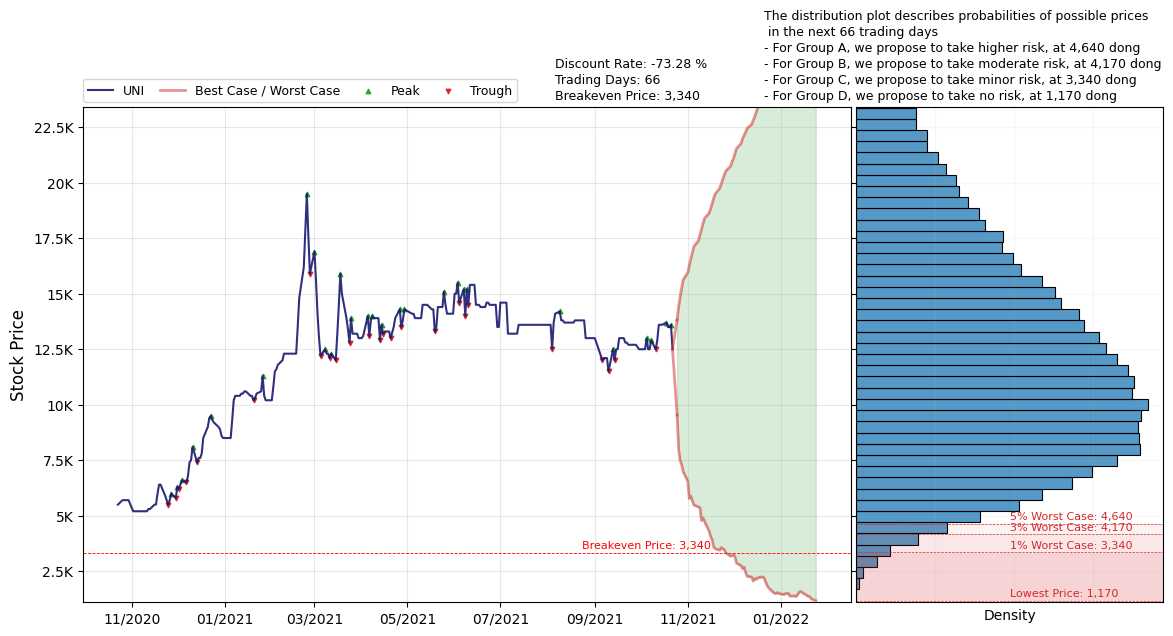 The distribution plot describes probabilities of possible prices
in the next 66 trading days
- For Group A, we propose to take higher risk, at 4,640 dong
- For Group B, we propose to take moderate risk, at 4,170 dong
- For Group C, we propose to take minor risk, at 3,340 dong
- For Group D, we propose to take no risk, at 1,170 dong
Discount Rate: -73.28 %
Trading Days: 66
Breakeven Price: 3,340
UNI Best Case / Worst Case Peak Trough
Stock Price
22.5K
20K
17.5K
15K
12.5K
10K
7.5K
5K
2.5K
Breakeven Price: 3,340
5% Worst Case: 4,640
3% Worst Case: 4,170
1% Worst Case: 3,340
Lowest Price: 1,170
11/2020 01/2021 03/2021 05/2021 07/2021 09/2021 11/2021 01/2022
Density